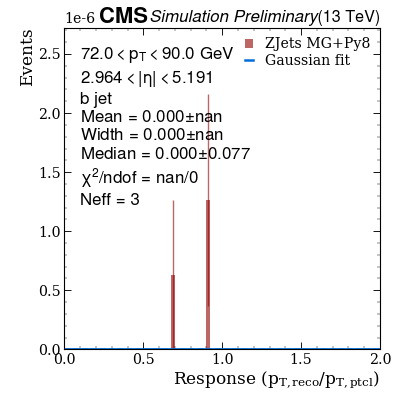 1e-6 CMS Simulation Preliminary (13 TeV)
Events
72.0 < pT < 90.0 GeV
2.964 < |η| < 5.191
b jet
Mean = 0.000±nan
Width = 0.000±nan
Median = 0.000±0.077
χ²/ndof = nan/0
Neff = 3
ZJets MG+Py8
Gaussian fit
2.5
2.0
1.5
1.0
0.5
0.0
0.0 0.5 1.0 1.5 2.0
Response (pT,reco/pT,ptcl)